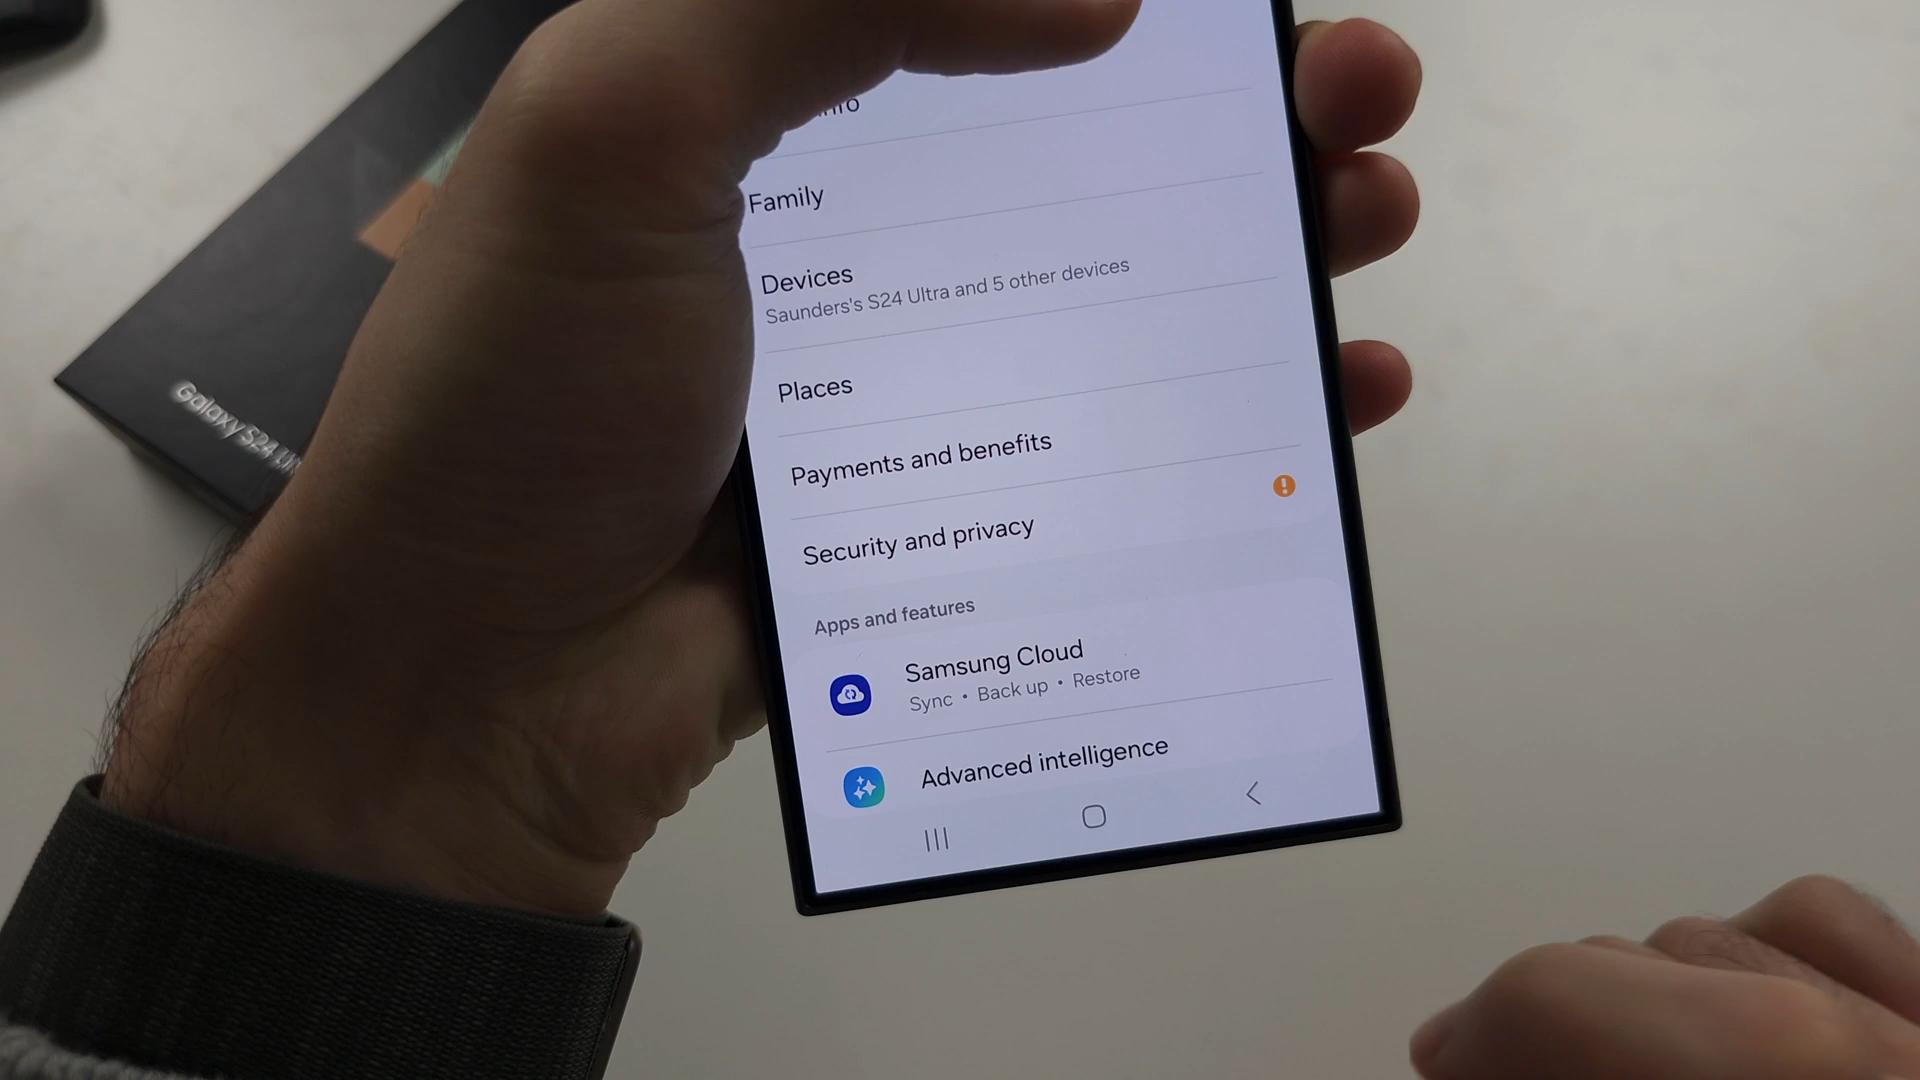 Family
Devices
Saunders's S24 Ultra and 5 other devices
Places
Payments and benefits
Security and privacy
Apps and features
Samsung Cloud
Sync • Back up • Restore
Advanced intelligence
Galaxy S24